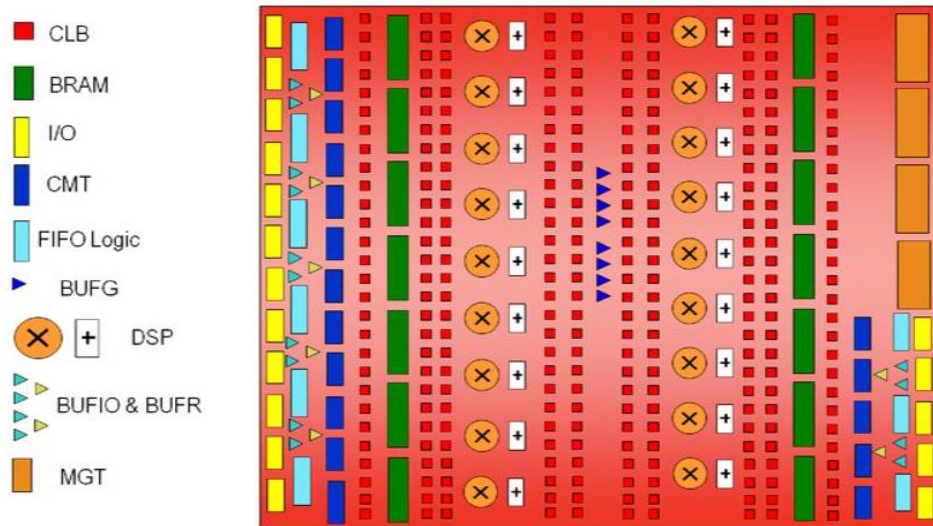 CLB
BRAM
I/O
CMT
FIFO Logic
BUFG
DSP
BUFIO & BUFR
MGT